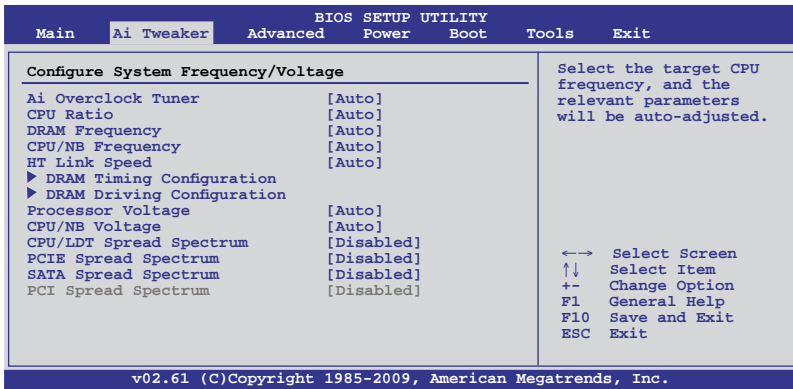 BIOS SETUP UTILITY
Main Ai Tweaker Advanced Power Boot Tools Exit
Configure System Frequency/Voltage
Ai Overclock Tuner [Auto]
CPU Ratio [Auto]
DRAM Frequency [Auto]
CPU/NB Frequency [Auto]
HT Link Speed [Auto]
▶ DRAM Timing Configuration
▶ DRAM Driving Configuration
Processor Voltage [Auto]
CPU/NB Voltage [Auto]
CPU/LDT Spread Spectrum [Disabled]
PCIE Spread Spectrum [Disabled]
SATA Spread Spectrum [Disabled]
PCI Spread Spectrum [Disabled]
Select the target CPU
frequency, and the
relevant parameters
will be auto-adjusted.
←→ Select Screen
↑↓ Select Item
+- Change Option
F1 General Help
F10 Save and Exit
ESC Exit
v02.61 (C)Copyright 1985-2009, American Megatrends, Inc.